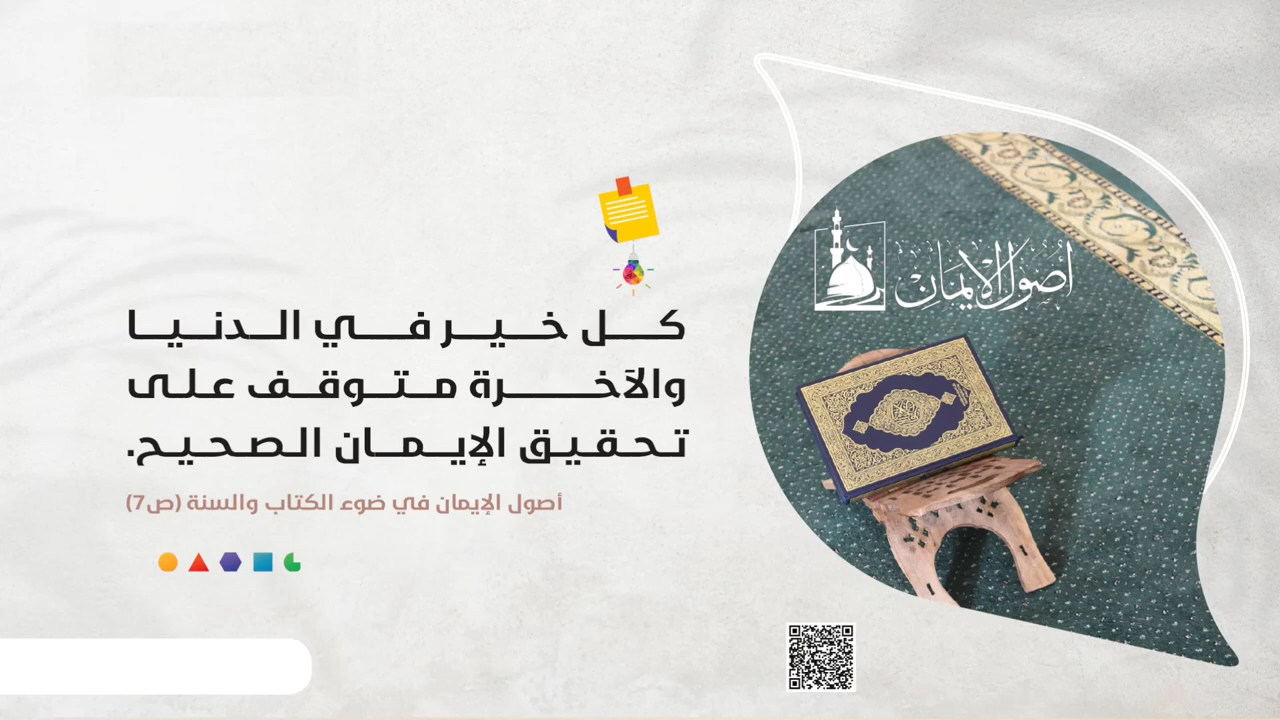 أصول الإيمان
كل خير في الدنيا
والآخرة متوقف على
تحقيق الإيمان الصحيح.
أصول الإيمان في ضوء الكتاب والسنة (ص7)